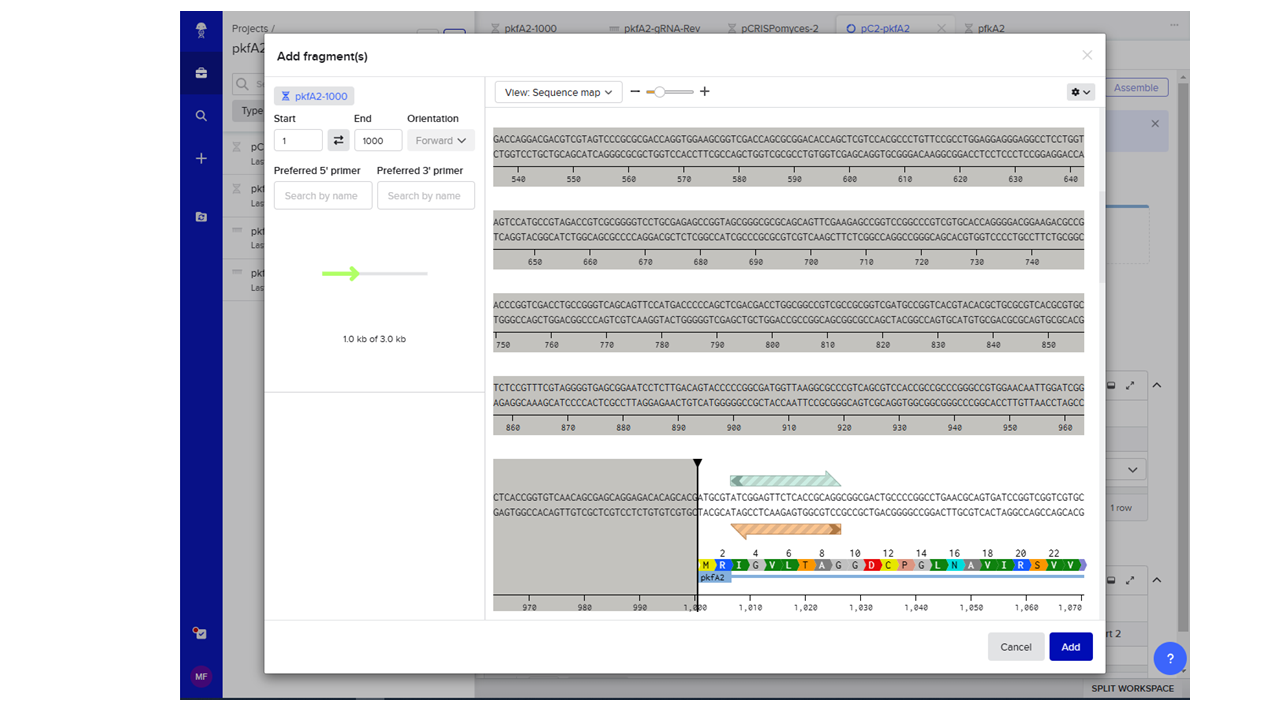 Projects /
pkfA2
pkfA2-1000
pkfA2-gRNA-Rev
pCRISPomyces-2
pC2-pkfA2
pfkA2
Add fragment(s)
Type
Assemble
pkfA2-1000
Start
End
Orientation
1
1000
Forward
Preferred 5' primer
Preferred 3' primer
Search by name
Search by name
1.0 kb of 3.0 kb
View: Sequence map
GACCAGGACGACGTCGTAGTCCCGCGCGACCAGGTGGAAGCGGTCGACCAGCGCGGACACCAGCTCGTCCACGCCCTGTTCCGCCTGGAGGAGGGAGGCCTCCTGGT
CTGGTCCTGCTGCAGCATCAGGGCGCGCTGGTCCACCTTCGCCAGCTGGTCGCGCCTGTGGTCGAGCAGGTGCGGGACAAGGCGGACCTCCTCCCTCCGGAGGACCA
540 550 560 570 580 590 600 610 620 630 640
AGTCCATGCCGTAGACCGTCGCGGGGTCCTGCGAGAGCCGGTAGCGGGCGCGCAGCAGTTCGAAGAGCCGGTCCGGCCCGTCGTGCACCAGGGGACGGAAGACGCCG
TCAGGTACGGCATCTGGCAGCGCCCCAGGACGCTCTCGGCCATCGCCCGCGCGTCGTCAAGCTTCTCGGCCAGGCCGGGCAGCACGTGGTCCCCTGCCTTCTGCGGC
650 660 670 680 690 700 710 720 730 740
ACCCGGTCGACCTGCCGGGTCAGCAGTTCCATGACCCCCAGCTCGACGACCTGGCGGCCGTCGCCGCGGTCGATGCCGGTCACGTACACGCTGCGCGTCACGCGTGC
TGGGCCAGCTGGACGGCCCAGTCGTCAAGGTACTGGGGGTCGAGCTGCTGGACCGCCGGCAGCGGCGCCAGCTACGGCCAGTGCATGTGCGACGCGCAGTGCGCACG
750 760 770 780 790 800 810 820 830 840 850
TCTCCGTTTCGTAGGGGTGAGCGGAATCCTCTTGACAGTACCCCCGGCGATGGTTAAGGCGCCCGTCAGCGTCCACCGCCGCCCGGGCCGTGGAACAATTGGATCGG
AGAGGCAAAGCATCCCCACTCGCCTTAGGAGAACTGTCATGGGGGCCGCTACCAATTCCGCGGGCAGTCGCAGGTGGCGGCGGGCCCGGCACCTTGTTAACCTAGCC
860 870 880 890 900 910 920 930 940 950 960
CTCACCGGTGTCAACAGCGAGCAGGAGACACAGCACGATGCGTATCGGAGTTCTCACCGCAGGCGGCGACTGCCCCGGCCTGAACGCAGTGATCCGGTCGGTCGTGC
GAGTGGCCACAGTTGTCGCTCGTCCTCTGTGTCGTGCTACGCATAGCCTCAAGAGTGGCGTCCGCCGCTGACGGGGCCGGACTTGCGTCACTAGGCCAGCCAGCACG
2 4 6 8 10 12 14 16 18 20 22
M R I G V L T A G G D C P G L N A V I R S V V
pkfA2
970 980 990 1,000 1,010 1,020 1,030 1,040 1,050 1,060 1,070
1 row
rt 2
Cancel
Add
?
MF
SPLIT WORKSPACE